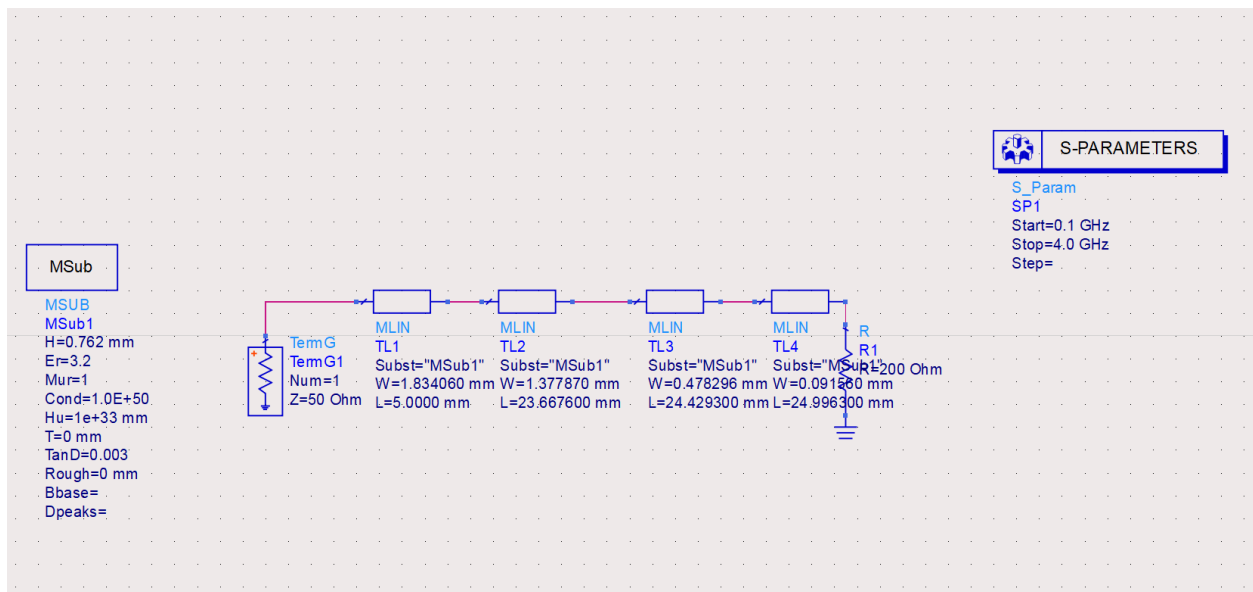 S-PARAMETERS
S_Param
SP1
Start=0.1 GHz
Stop=4.0 GHz
Step=
MSub
MSUB
MSub1
H=0.762 mm
Er=3.2
Mur=1
Cond=1.0E+50
Hu=1e+33 mm
T=0 mm
TanD=0.003
Rough=0 mm
Bbase=
Dpeaks=
TermG
TermG1
Num=1
Z=50 Ohm
MLIN
TL1
Subst="MSub1"
W=1.834060 mm
L=5.0000 mm
MLIN
TL2
Subst="MSub1"
W=1.377870 mm
L=23.667600 mm
MLIN
TL3
Subst="MSub1"
W=0.478296 mm
L=24.429300 mm
MLIN
TL4
Subst="MSub1"
W=0.091560 mm
L=24.996300 mm
R
R1
R=200 Ohm